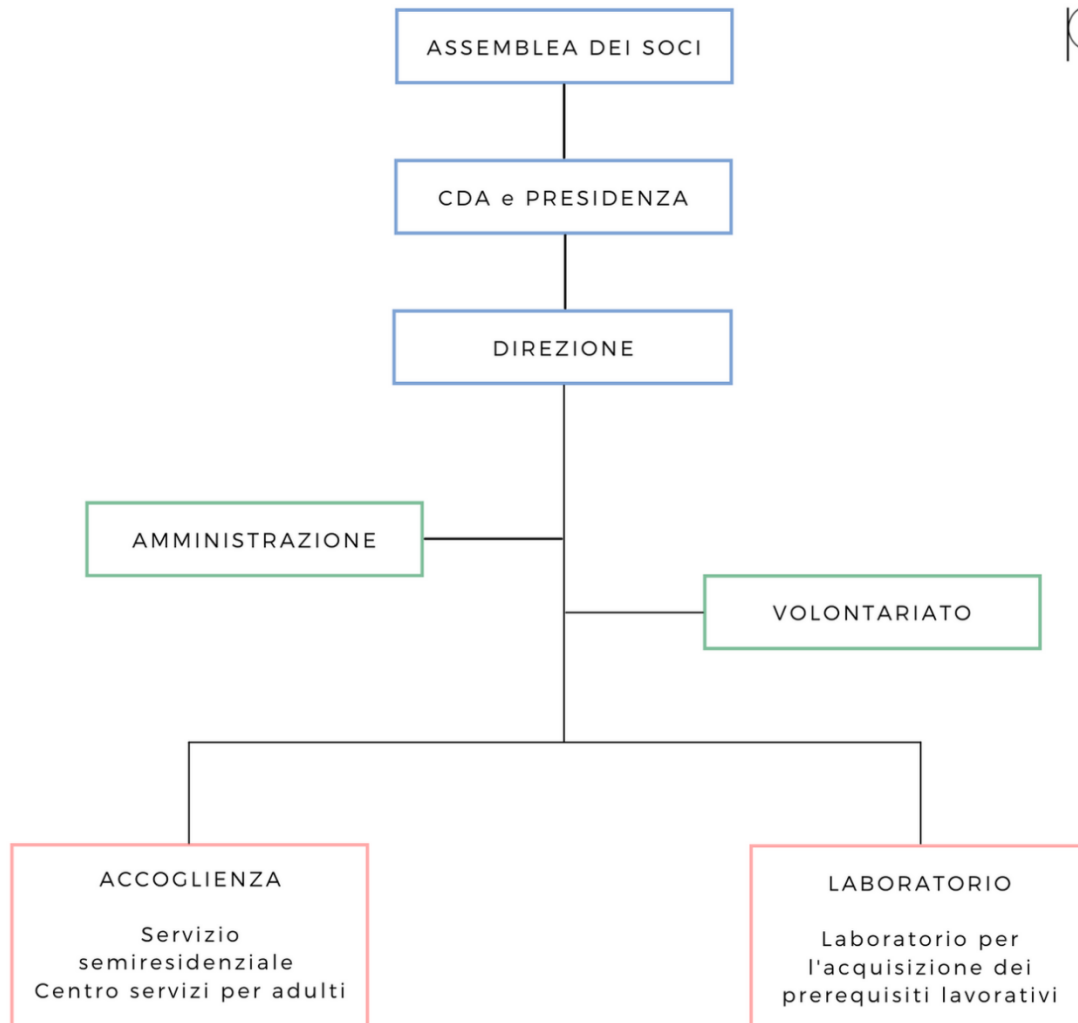 ASSEMBLEA DEI SOCI
CDA e PRESIDENZA
DIREZIONE
AMMINISTRAZIONE
VOLONTARIATO
ACCOGLIENZA
Servizio
semiresidenziale
Centro servizi per adulti
LABORATORIO
Laboratorio per
l'acquisizione dei
prerequisiti lavorativi